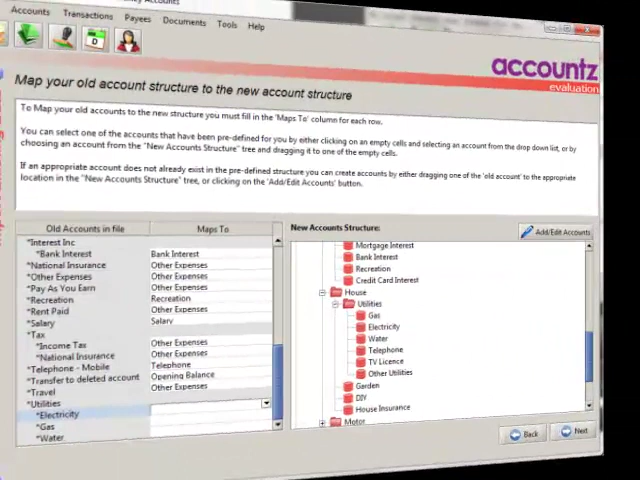 Accounts Transactions Payees Documents Tools Help
accountz
evaluation
Map your old account structure to the new account structure
To Map your old accounts to the new structure you must fill in the 'Maps To' column for each row.
You can select one of the accounts that have been pre-defined for you by either clicking on an empty cells and selecting an account from the drop down list, or by
choosing an account from the "New Accounts Structure" tree and dragging it to one of the empty cells.
If an appropriate account does not already exist in the pre-defined structure you can create accounts by either dragging one of the 'old account' to the appropriate
location in the "New Accounts Structure" tree, or clicking on the 'Add/Edit Accounts' button.
Old Accounts in file Maps To
*Interest Inc
*Bank Interest Bank Interest
*National Insurance Other Expenses
*Other Expenses Other Expenses
*Pay As You Earn Other Expenses
*Recreation Recreation
*Rent Paid Other Expenses
*Salary Salary
*Tax
*Income Tas Other Expenses
*National Insurance Other Expenses
*Telephone - Mobile Telephone
*Transfer to deleted account Opening Balance
*Travel Other Expenses
*Utilities
*Electricity
*Gas
*Water
New Accounts Structure:
Add/Edit Accounts
Mortgage Interest
Bank Interest
Recreation
Credit Card Interest
House
Utilities
Gas
Electricity
Water
Telephone
TV Licence
Other Utilities
Garden
DIY
House Insurance
Motor
Back Next